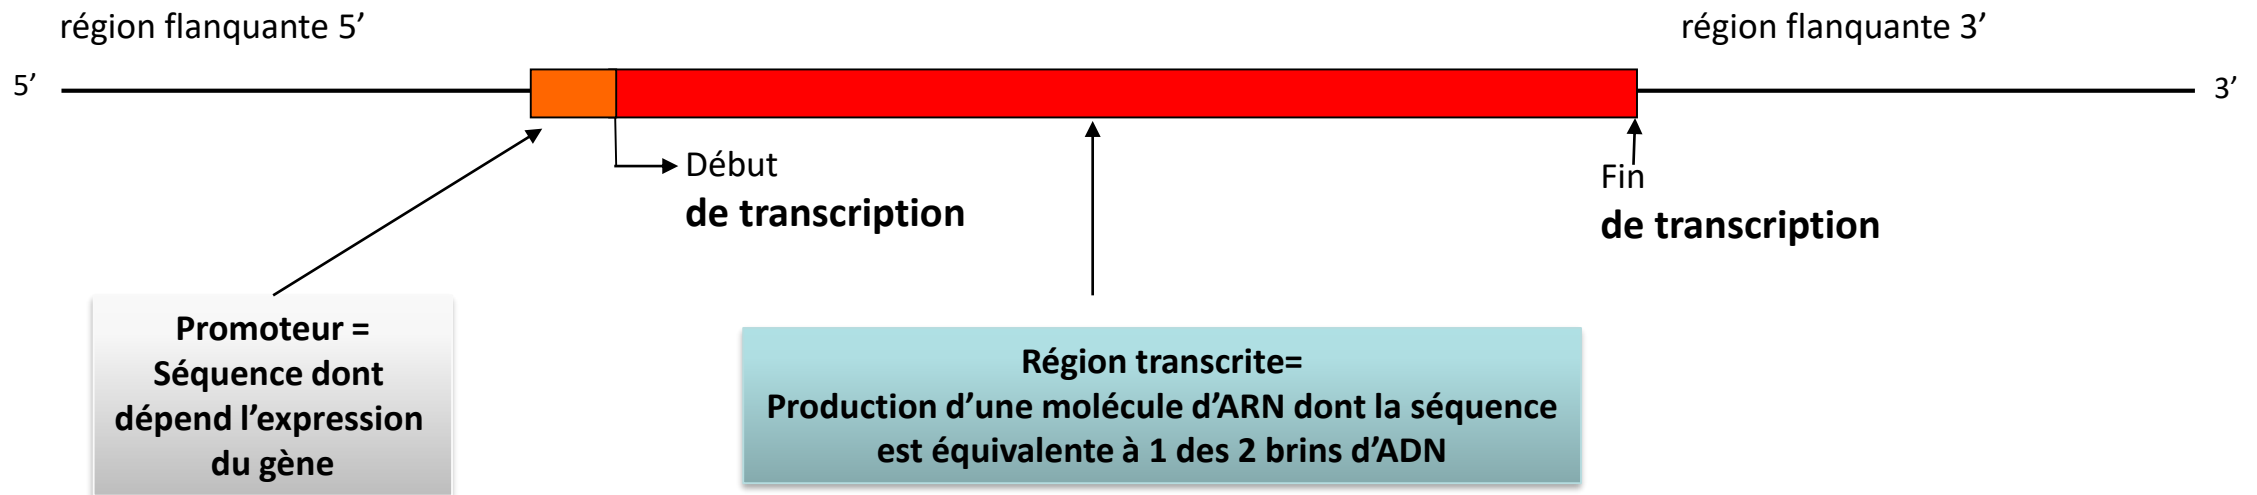 région flanquante 5’
région flanquante 3’
5’
3’
Début
de transcription
Fin
de transcription
Promoteur =
Séquence dont
dépend l’expression
du gène
Région transcrite=
Production d’une molécule d’ARN dont la séquence
est équivalente à 1 des 2 brins d’ADN